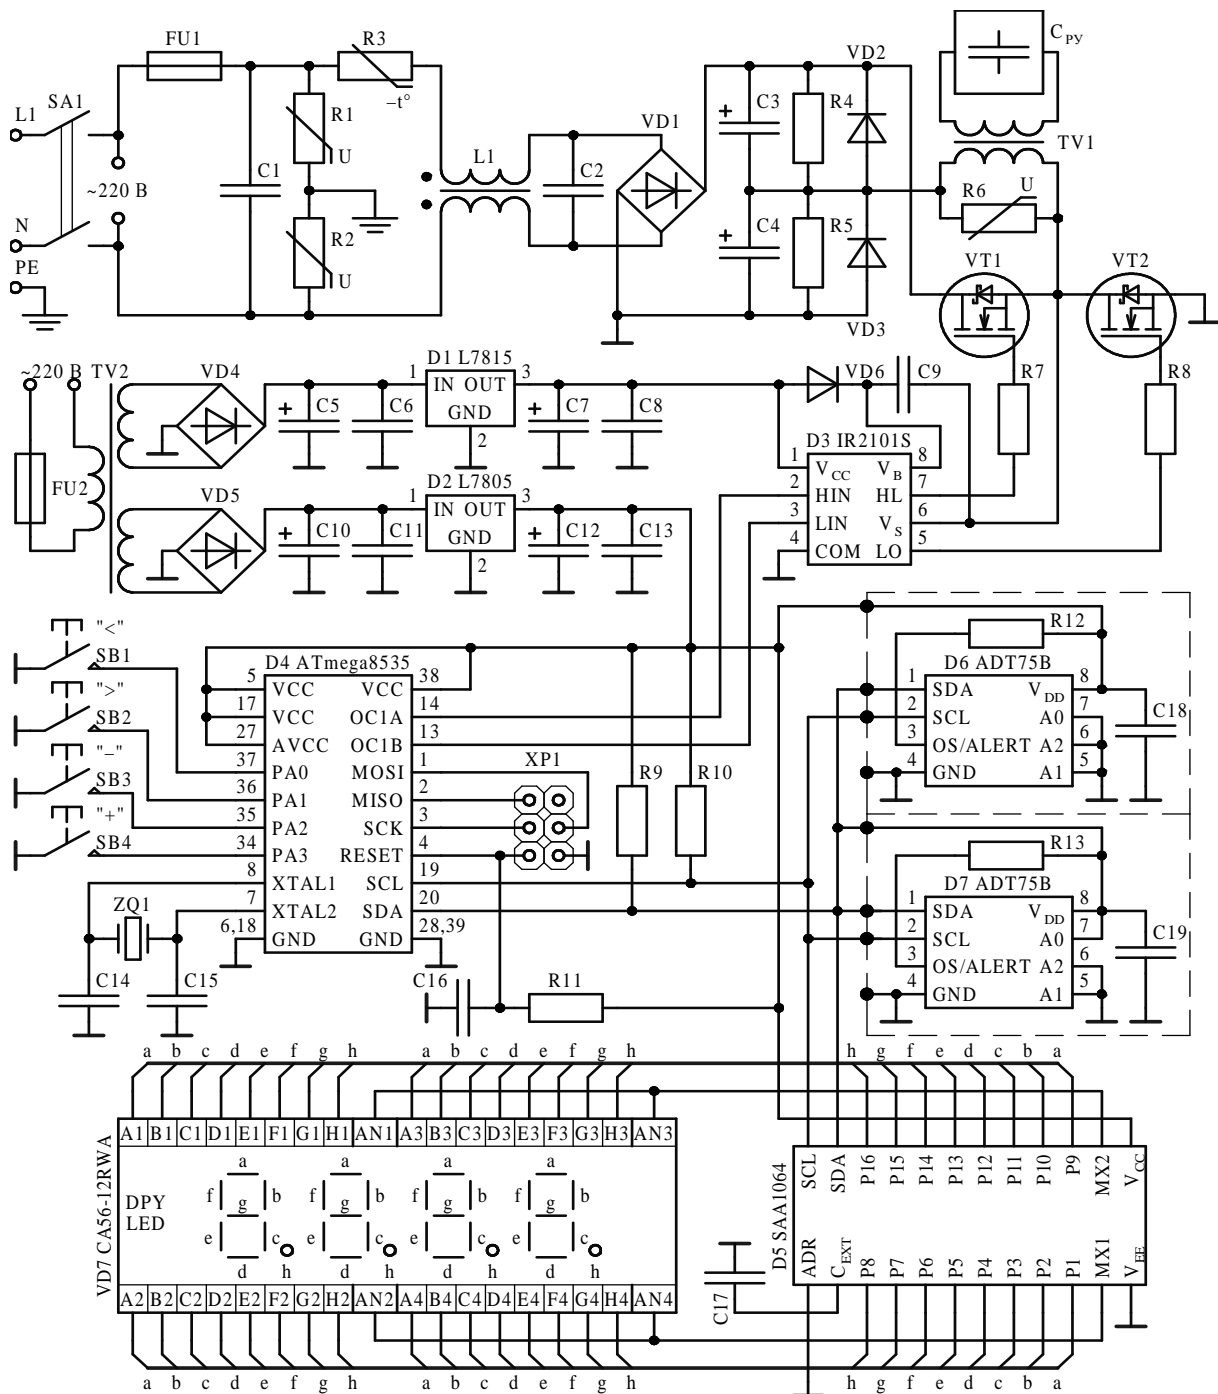 FU1 R3 C РУ
SA1 –t° VD2
L1 R1 C3 R4
VD1 TV1
U L1
~220 В C1 C2 R6 U
N R2 C4 R5
PE U VT1 VT2
VD3
~220 В TV2 VD4 D1 L7815 R7 R8
1 IN OUT 3 VD6 C9
C5 C6 GND C7 C8
2 D3 IR2101S
FU2 VD5 D2 L7805 1 VCC VB 8
1 IN OUT 3 2 HIN HL 7
C10 C11 GND C12 C13 3 LIN VS 6
2 4 COM LO 5
"<" R12
SB1 D4 ATmega8535 D6 ADT75B
">" 5 VCC VCC 38 1 SDA VDD 8
SB2 17 VCC OC1A 14 2 SCL A0 7 C18
"–" 27 AVCC OC1B 13 3 OS/ALERT A2 6
SB3 37 PA0 MOSI 1 XP1 R9 R10 4 GND A1 5
"+" 36 PA1 MISO 2
SB4 35 PA2 SCK 3
34 PA3 RESET 4 R13
8 XTAL1 SCL 19 D7 ADT75B
ZQ1 7 XTAL2 SDA 20 1 SDA VDD 8
6,18 GND GND 28,39 2 SCL A0 7 C19
3 OS/ALERT A2 6
C14 C15 C16 R11 4 GND A1 5
a b c d e f g h a b c d e f g h h g f e d c b a
A1 B1 C1 D1 E1 F1 G1 H1 AN1 A3 B3 C3 D3 E3 F3 G3 H3 AN3
SCL SDA P16 P15 P14 P13 P12 P11 P10 P9 MX2 VCC
VD7 CA56-12RWA
DPY
LED
a a a a
f g b f g b f g b f g b
e c e c e c e c
d h d h d h d h
D5 SAA1064
ADR CEXT P8 P7 P6 P5 P4 P3 P2 P1 MX1 VEE
C17
A2 B2 C2 D2 E2 F2 G2 H2 AN2 A4 B4 C4 D4 E4 F4 G4 H4 AN4
a b c d e f g h a b c d e f g h h g f e d c b a